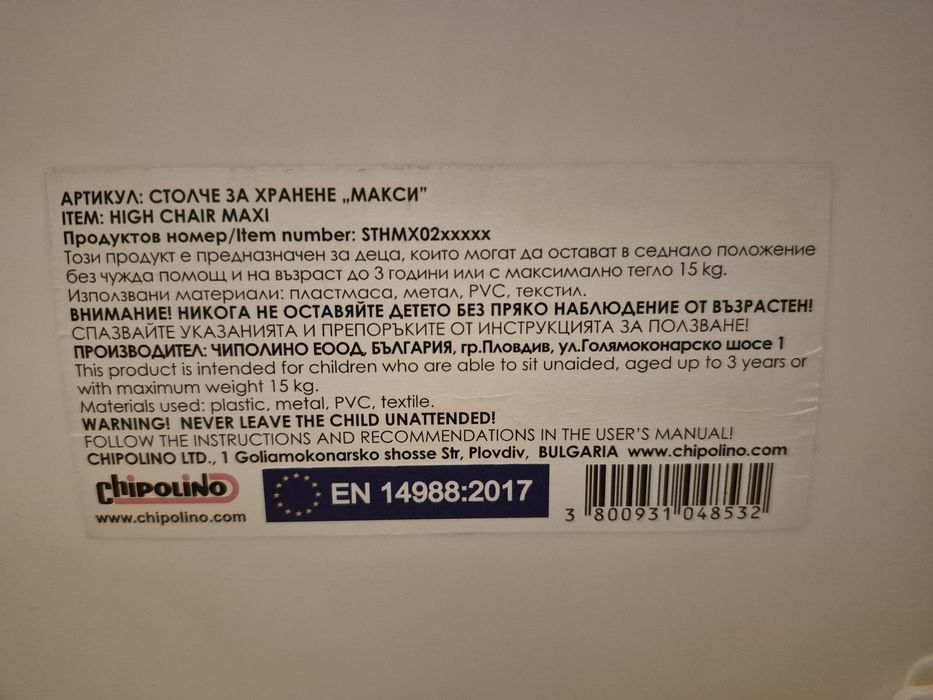 АРТИКУЛ: СТОЛЧЕ ЗА ХРАНЕНЕ „МАКСИ”
ITEM: HIGH CHAIR MAXI
Продуктов номер/Item number: STHMX02xxxxx
Този продукт е предназначен за деца, които могат да остават в седнало положение
без чужда помощ и на възраст до 3 години или с максимално тегло 15 kg.
Използвани материали: пластмаса, метал, PVC, текстил.
ВНИМАНИЕ! НИКОГА НЕ ОСТАВЯЙТЕ ДЕТЕТО БЕЗ ПРЯКО НАБЛЮДЕНИЕ ОТ ВЪЗРАСТЕН!
СПАЗВАЙТЕ УКАЗАНИЯТА И ПРЕПОРЪКИТЕ ОТ ИНСТРУКЦИЯТА ЗА ПОЛЗВАНЕ!
ПРОИЗВОДИТЕЛ: ЧИПОЛИНО ЕООД, БЪЛГАРИЯ, гр.Пловдив, ул.Голямоконарско шосе 1
This product is intended for children who are able to sit unaided, aged up to 3 years or
with maximum weight 15 kg.
Materials used: plastic, metal, PVC, textile.
WARNING! NEVER LEAVE THE CHILD UNATTENDED!
FOLLOW THE INSTRUCTIONS AND RECOMMENDATIONS IN THE USER'S MANUAL!
CHIPOLINO LTD., 1 Goliamokonarsko shosse Str, Plovdiv, BULGARIA www.chipolino.com
CHIPOLINO
www.chipolino.com
EN 14988:2017
3 800931 048532